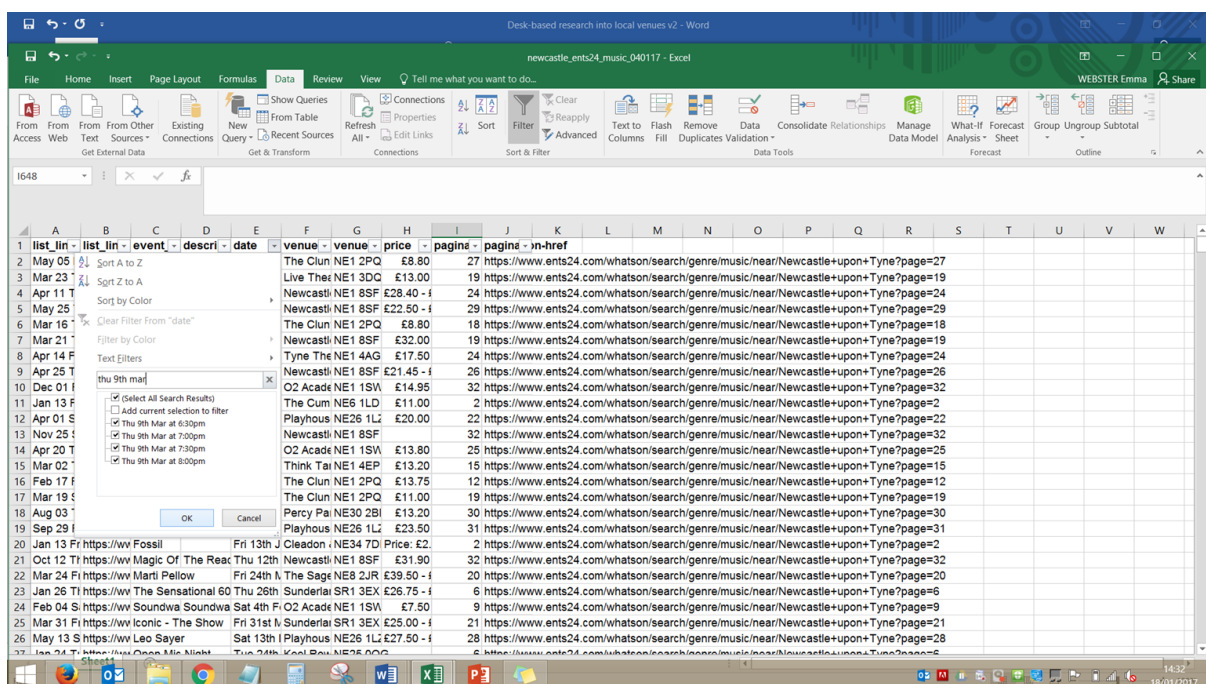 Desk-based research into local venues v2 - Word
newcastle_ents24_music_040117 - Excel
File Home Insert Page Layout Formulas Data Review View Tell me what you want to do... WEBSTER Emma Share
From Access From Web From Text From Other Sources Existing Connections New Query Show Queries From Table Recent Sources Refresh All Connections Properties Edit Links Sort Filter Clear Reapply Advanced Text to Columns Flash Fill Remove Duplicates Data Validation Consolidate Relationships Manage Data Model What-If Analysis Forecast Sheet Group Ungroup Subtotal
Get External Data Get & Transform Connections Sort & Filter Data Tools Forecast Outline
I648 fx
A B C D E F G H I J K L M N O P Q R S T U V W
1 list_lin list_lin event_ descri date venue venue price pagina pagina on-href
2 May 05 The Clun NE1 2PQ £8.80 27 https://www.ents24.com/whatson/search/genre/music/near/Newcastle+upon+Tyne?page=27
3 Mar 23 Live Thea NE1 3DQ £13.00 19 https://www.ents24.com/whatson/search/genre/music/near/Newcastle+upon+Tyne?page=19
4 Apr 11 T Newcastl NE1 8SF £28.40 - £ 24 https://www.ents24.com/whatson/search/genre/music/near/Newcastle+upon+Tyne?page=24
5 May 25 Newcastl NE1 8SF £22.50 - £ 29 https://www.ents24.com/whatson/search/genre/music/near/Newcastle+upon+Tyne?page=29
6 Mar 16 The Clun NE1 2PQ £8.80 18 https://www.ents24.com/whatson/search/genre/music/near/Newcastle+upon+Tyne?page=18
7 Mar 21 Newcastl NE1 8SF £32.00 19 https://www.ents24.com/whatson/search/genre/music/near/Newcastle+upon+Tyne?page=19
8 Apr 14 F Tyne The NE1 4AG £17.50 24 https://www.ents24.com/whatson/search/genre/music/near/Newcastle+upon+Tyne?page=24
9 Apr 25 T Newcastl NE1 8SF £21.45 - £ 26 https://www.ents24.com/whatson/search/genre/music/near/Newcastle+upon+Tyne?page=26
10 Dec 01 F O2 Acade NE1 1SW £14.95 32 https://www.ents24.com/whatson/search/genre/music/near/Newcastle+upon+Tyne?page=32
11 Jan 13 F The Cum NE6 1LD £11.00 2 https://www.ents24.com/whatson/search/genre/music/near/Newcastle+upon+Tyne?page=2
12 Apr 01 S Playhous NE26 1LZ £20.00 22 https://www.ents24.com/whatson/search/genre/music/near/Newcastle+upon+Tyne?page=22
13 Nov 25 S Newcastl NE1 8SF 32 https://www.ents24.com/whatson/search/genre/music/near/Newcastle+upon+Tyne?page=32
14 Apr 20 T O2 Acade NE1 1SW £13.80 25 https://www.ents24.com/whatson/search/genre/music/near/Newcastle+upon+Tyne?page=25
15 Mar 02 T Think Tan NE1 4EP £13.20 15 https://www.ents24.com/whatson/search/genre/music/near/Newcastle+upon+Tyne?page=15
16 Feb 17 F The Clun NE1 2PQ £13.75 12 https://www.ents24.com/whatson/search/genre/music/near/Newcastle+upon+Tyne?page=12
17 Mar 19 S The Clun NE1 2PQ £11.00 19 https://www.ents24.com/whatson/search/genre/music/near/Newcastle+upon+Tyne?page=19
18 Aug 03 T Percy Pa NE30 2BI £13.20 30 https://www.ents24.com/whatson/search/genre/music/near/Newcastle+upon+Tyne?page=30
19 Sep 29 F Playhous NE26 1LZ £23.50 31 https://www.ents24.com/whatson/search/genre/music/near/Newcastle+upon+Tyne?page=31
20 Jan 13 Fr https://ww Fossil Fri 13th J Cleadon NE34 7D Price: £2. 2 https://www.ents24.com/whatson/search/genre/music/near/Newcastle+upon+Tyne?page=2
21 Oct 12 Th https://ww Magic Of The Reac Thu 12th Newcastl NE1 8SF £31.90 32 https://www.ents24.com/whatson/search/genre/music/near/Newcastle+upon+Tyne?page=32
22 Mar 24 Fr https://ww Marti Pellow Fri 24th M The Sage NE8 2JR £39.50 - £ 20 https://www.ents24.com/whatson/search/genre/music/near/Newcastle+upon+Tyne?page=20
23 Jan 26 Th https://ww The Sensational 60 Thu 26th Sunderlan SR1 3EX £26.75 - £ 6 https://www.ents24.com/whatson/search/genre/music/near/Newcastle+upon+Tyne?page=6
24 Feb 04 Sa https://ww Soundwa Soundwa Sat 4th Fe O2 Acade NE1 1SW £7.50 9 https://www.ents24.com/whatson/search/genre/music/near/Newcastle+upon+Tyne?page=9
25 Mar 31 Fr https://ww Iconic - The Show Fri 31st M Sunderlan SR1 3EX £25.00 - £ 21 https://www.ents24.com/whatson/search/genre/music/near/Newcastle+upon+Tyne?page=21
26 May 13 S https://ww Leo Sayer Sat 13th Playhous NE26 1LZ £27.50 - £ 28 https://www.ents24.com/whatson/search/genre/music/near/Newcastle+upon+Tyne?page=28
Sort A to Z
Sort Z to A
Sort by Color
Clear Filter From "date"
Filter by Color
Text Filters
thu 9th mar
(Select All Search Results)
Add current selection to filter
Thu 9th Mar at 6:30pm
Thu 9th Mar at 7:00pm
Thu 9th Mar at 7:30pm
Thu 9th Mar at 8:00pm
OK Cancel
Sheet1
14:32
18/01/2017